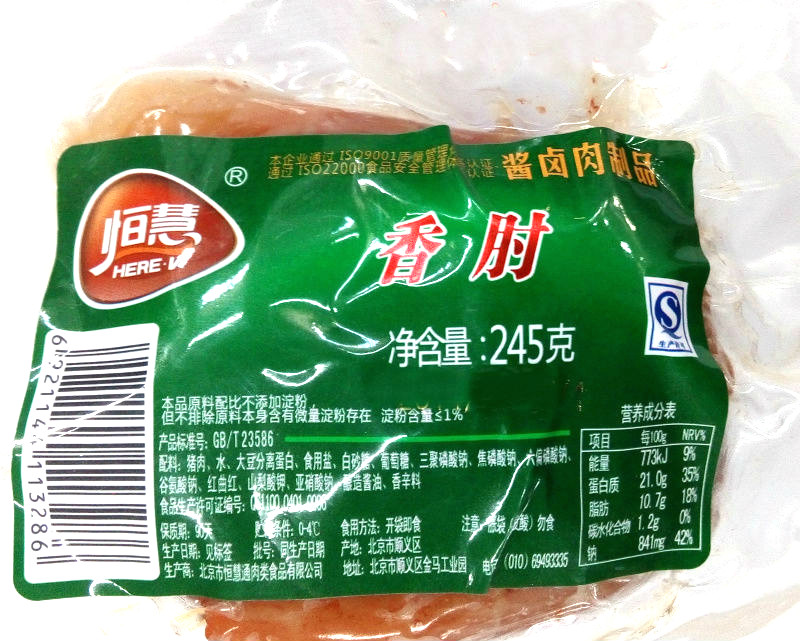 本企业通过 ISO9001质量管理体
通过 ISO22000食品安全管理体系认证
酱卤肉制品
恒慧
®
HERE·V
香肘
净含量:245克
生产许可
本品原料配比不添加淀粉,
但不排除原料本身含有微量淀粉存在 淀粉含量≤1%
产品标准号: GB/T 23586
配料: 猪肉、水、大豆分离蛋白、食用盐、白砂糖、葡萄糖、三聚磷酸钠、焦磷酸钠、六偏磷酸钠、
谷氨酸钠、红曲红、山梨酸钾、亚硝酸钠、酿造酱油、香辛料
食品生产许可证编号: 0401
保质期: 90天 贮存条件: 0-4℃ 食用方法: 开袋即食 注意: 勿食
生产日期: 见标签 批号: 同生产日期 产地: 北京市顺义区
生产商: 北京市恒慧通肉类食品有限公司 地址: 北京市顺义区金马工业园 电话 (010) 69493335
营养成分表
项目 每100g NRV%
能量 773kJ 9%
蛋白质 21.0g 35%
脂肪 10.7g 18%
碳水化合物 1.2g 0%
钠 841mg 42%
113286